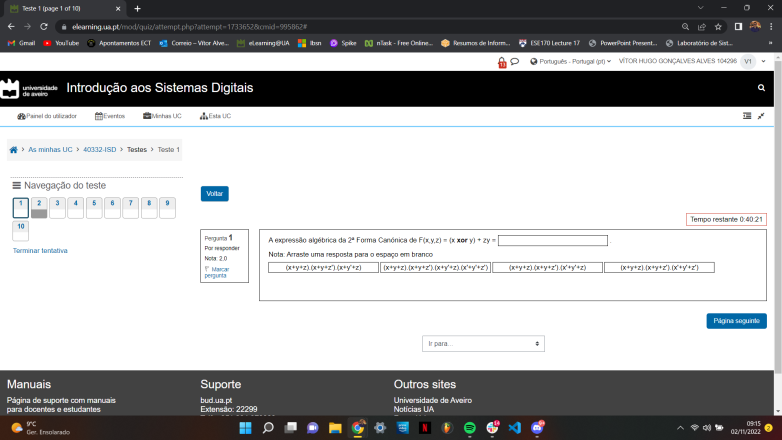 Teste 1 (page 1 of 10)
elearning.ua.pt/mod/quiz/attempt.php?attempt=1733652&cmid=995862#
Gmail YouTube Apontamentos ECT Correio – Vítor Alve... eLearning@UA lbsn Spike nTask - Free Online... Resumos de Inform... ESE170 Lecture 17 PowerPoint Present... Laboratório de Sist... »
13 Português - Portugal (pt) VÍTOR HUGO GONÇALVES ALVES 104296 V1
universidade de aveiro Introdução aos Sistemas Digitais
Painel do utilizador Eventos Minhas UC Esta UC
As minhas UC > 40332-ISD > Testes > Teste 1
Navegação do teste
1 2 3 4 5 6 7 8 9
10
Terminar tentativa
Voltar
Tempo restante 0:40:21
Pergunta 1
Por responder
Nota: 2,0
Marcar
pergunta
A expressão algébrica da 2ª Forma Canónica de F(x,y,z) = (x xor y) + zy = .
Nota: Arraste uma resposta para o espaço em branco
(x+y+z).(x+y+z').(x+y'+z) (x+y+z).(x+y+z').(x+y'+z).(x'+y'+z') (x+y+z).(x+y+z').(x'+y'+z) (x+y+z).(x+y+z').(x'+y'+z')
Página seguinte
Ir para...
Manuais
Página de suporte com manuais
para docentes e estudantes
Suporte
bud.ua.pt
Extensão: 22299
Outros sites
Universidade de Aveiro
Notícias UA
9°C
Ger. Ensolarado
09:15
02/11/2022
2